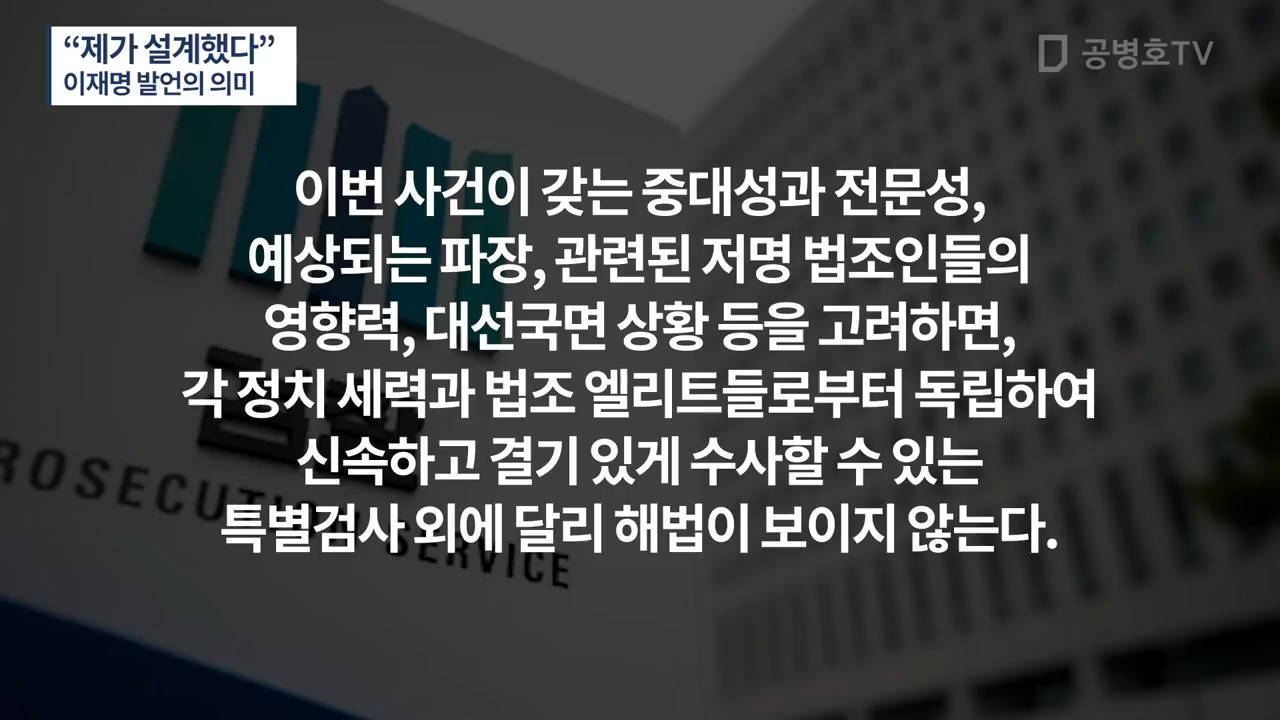 “제가 설계했다”
이재명 발언의 의미
공병호TV
이번 사건이 갖는 중대성과 전문성,
예상되는 파장, 관련된 저명 법조인들의
영향력, 대선국면 상황 등을 고려하면,
각 정치 세력과 법조 엘리트들로부터 독립하여
신속하고 결기 있게 수사할 수 있는
특별검사 외에 달리 해법이 보이지 않는다.
검찰
ROSECUTION SERVICE